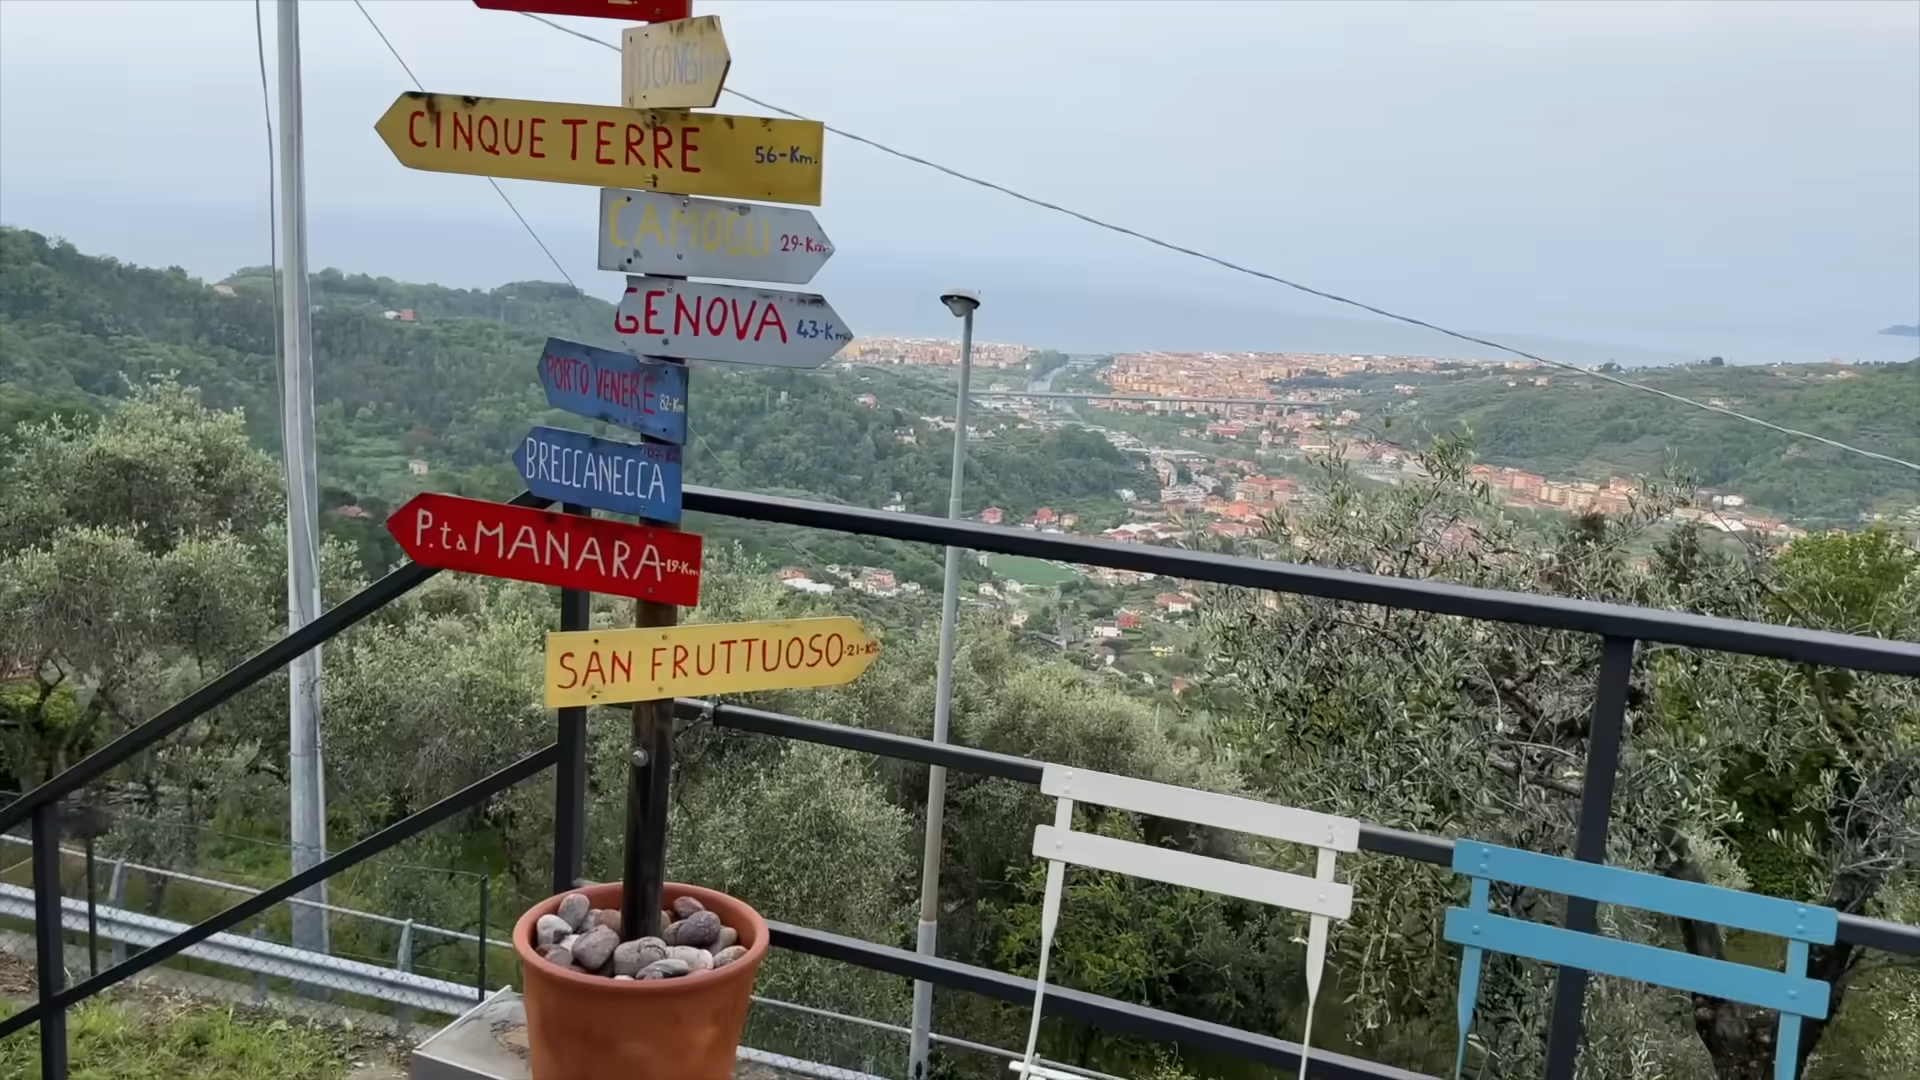 CINQUE TERRE 56-Km.
CAMOGLI 29-Km.
GENOVA 43-Km.
PORTO VENERE 82-Km
BRECCANECCA
P.ta MANARA-19-Km
SAN FRUTTUOSO-21-Km.